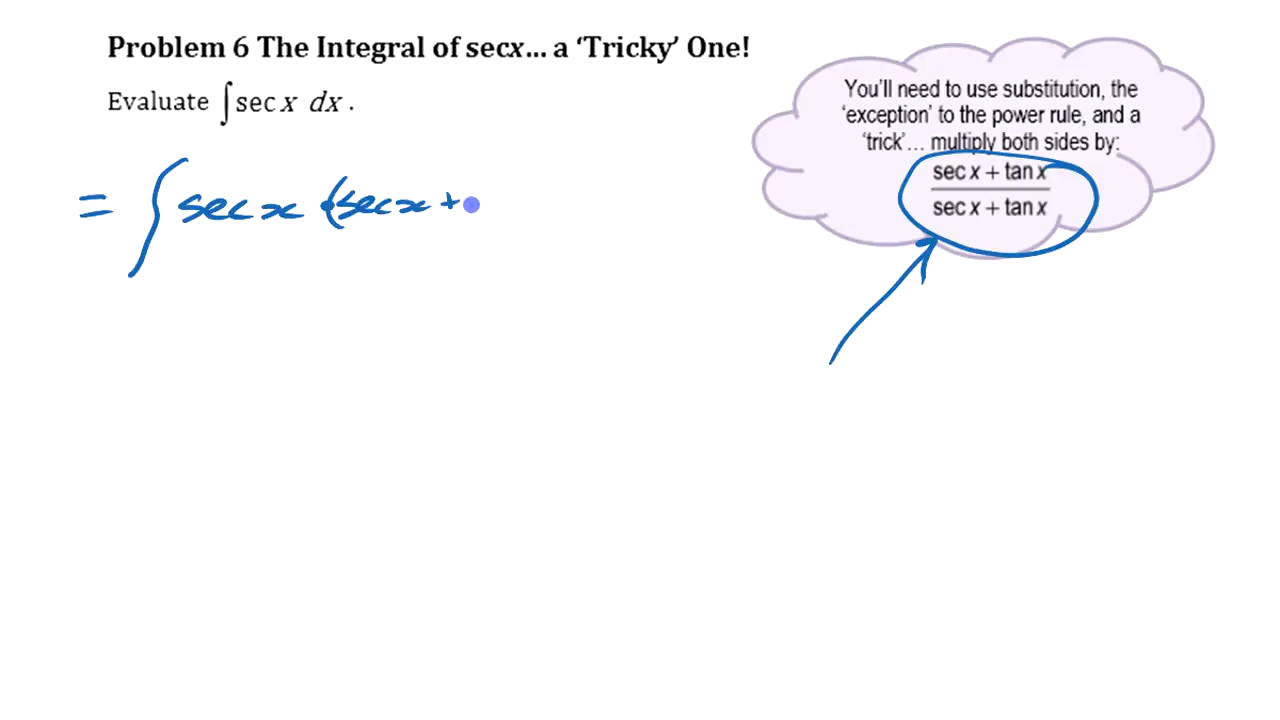 Problem 6 The Integral of secx... a ‘Tricky’ One!
Evaluate ∫ sec x dx .
You'll need to use substitution, the
‘exception’ to the power rule, and a
‘trick’... multiply both sides by:
sec x + tan x
sec x + tan x
= ∫ sec x (sec x +